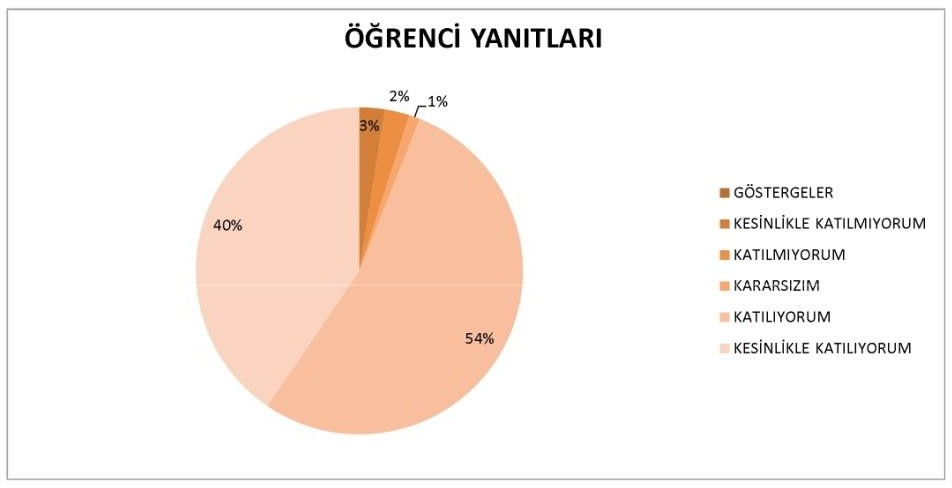 ÖĞRENCİ YANITLARI
2%
1%
3%
40%
54%
GÖSTERGELER
KESİNLİKLE KATILMIYORUM
KATILMIYORUM
KARARSIZIM
KATILIYORUM
KESİNLİKLE KATILIYORUM